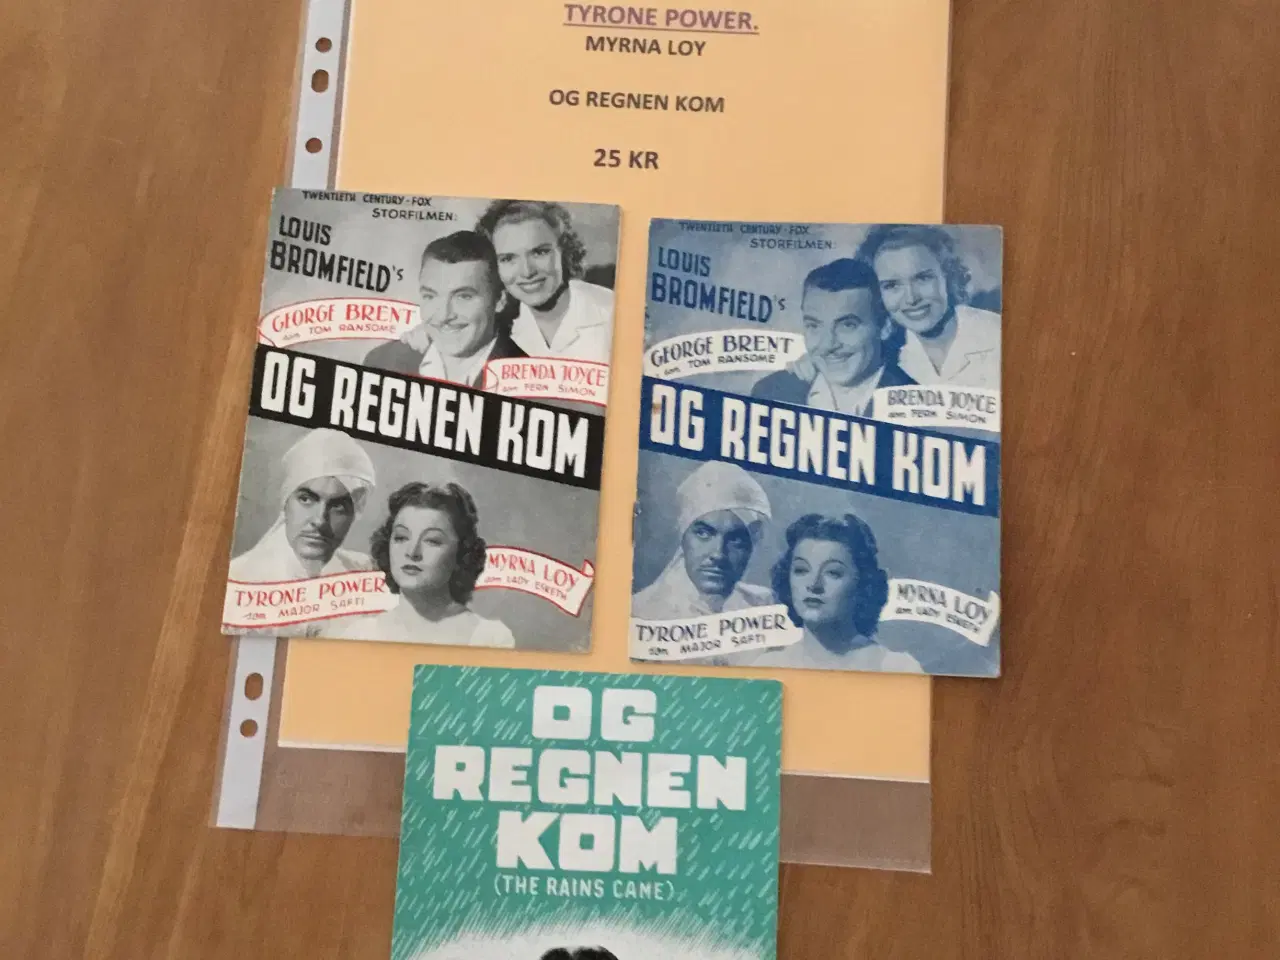 TYRONE POWER.
MYRNA LOY
OG REGNEN KOM
25 KR
TWENTIETH CENTURY-FOX
STORFILMEN:
LOUIS
BROMFIELD's
GEORGE BRENT
som TOM RANSOME
BRENDA JOYCE
som FERN SIMON
OG REGNEN KOM
MYRNA LOY
som LADY ESKETH
TYRONE POWER
som MAJOR SAFTI
TWENTIETH CENTURY-FOX
STORFILMEN:
LOUIS
BROMFIELD's
GEORGE BRENT
som TOM RANSOME
BRENDA JOYCE
som FERN SIMON
OG REGNEN KOM
MYRNA LOY
som LADY ESKETH
TYRONE POWER
som MAJOR SAFTI
OG
REGNEN
KOM
(THE RAINS CAME)